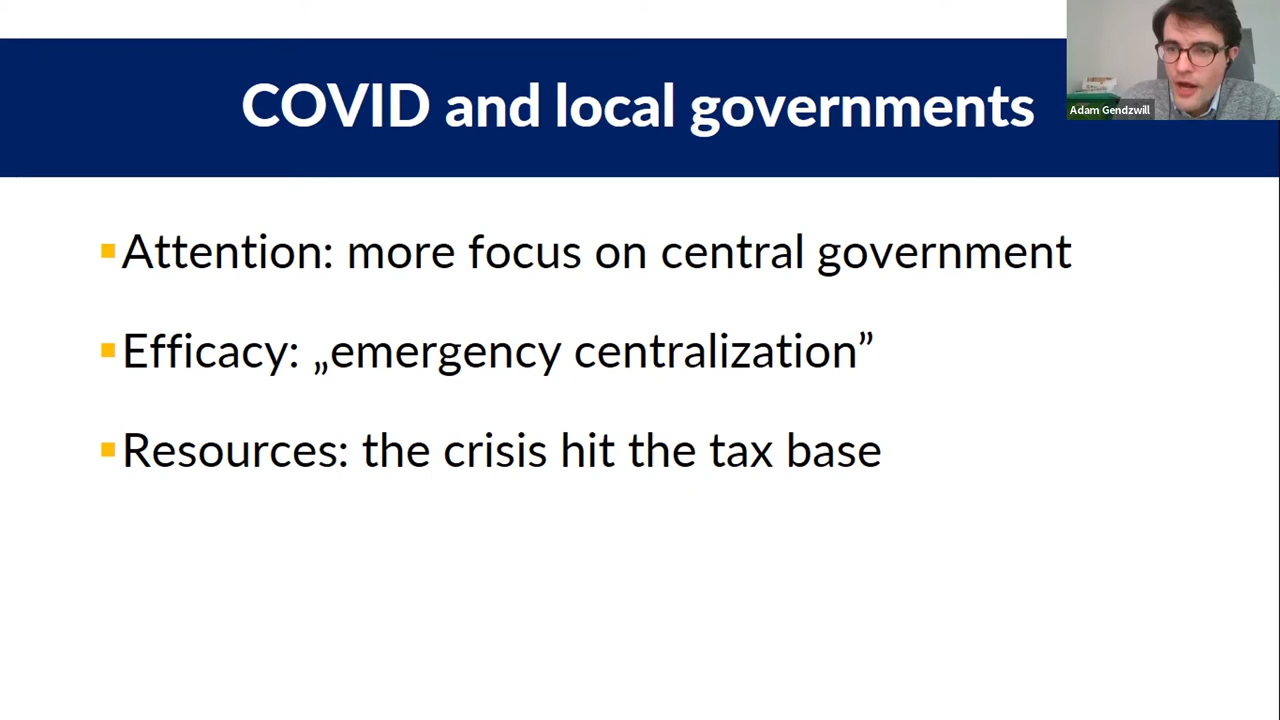 COVID and local governments
Adam Gendzwill
▪Attention: more focus on central government
▪Efficacy: „emergency centralization”
▪Resources: the crisis hit the tax base